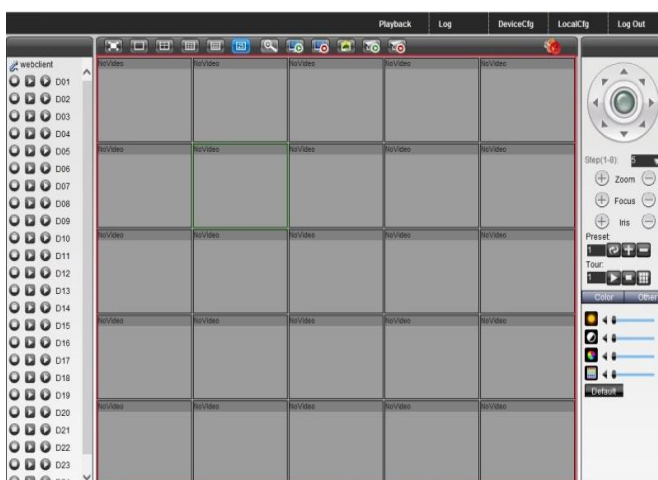 Playback Log DeviceCfg LocalCfg Log Out
webclient
D01
D02
D03
D04
D05
D06
D07
D08
D09
D10
D11
D12
D13
D14
D15
D16
D17
D18
D19
D20
D21
D22
D23
NoVideo NoVideo NoVideo NoVideo NoVideo
NoVideo NoVideo NoVideo NoVideo NoVideo
NoVideo NoVideo NoVideo NoVideo NoVideo
NoVideo NoVideo NoVideo NoVideo NoVideo
NoVideo NoVideo NoVideo NoVideo NoVideo
Step(1-8): 5
Zoom
Focus
Iris
Preset:
1
Tour:
1
Color Other
Default